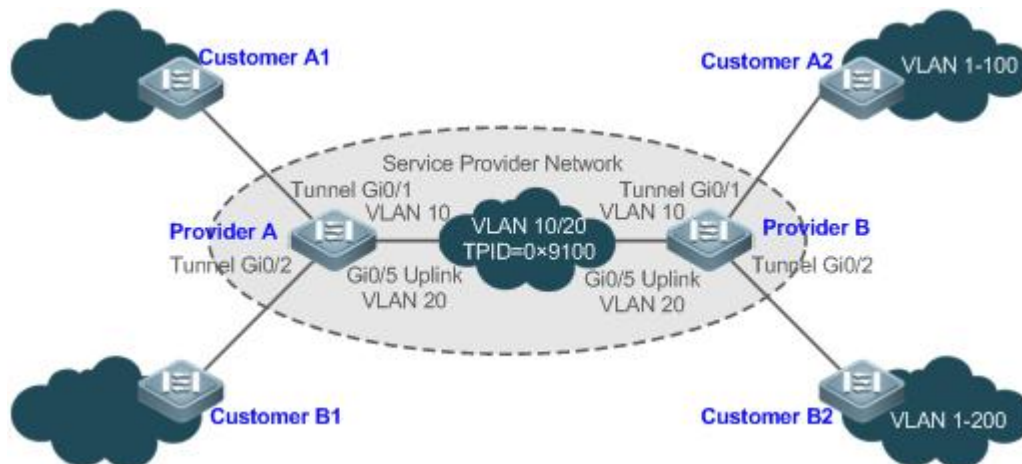 Customer A1
Customer A2
VLAN 1-100
Service Provider Network
Tunnel Gi0/1
VLAN 10
Tunnel Gi0/1
VLAN 10
Provider A
Tunnel Gi0/2
VLAN 10/20
TPID=0×9100
Provider B
Tunnel Gi0/2
Gi0/5 Uplink
VLAN 20
Gi0/5 Uplink
VLAN 20
Customer B1
Customer B2
VLAN 1-200